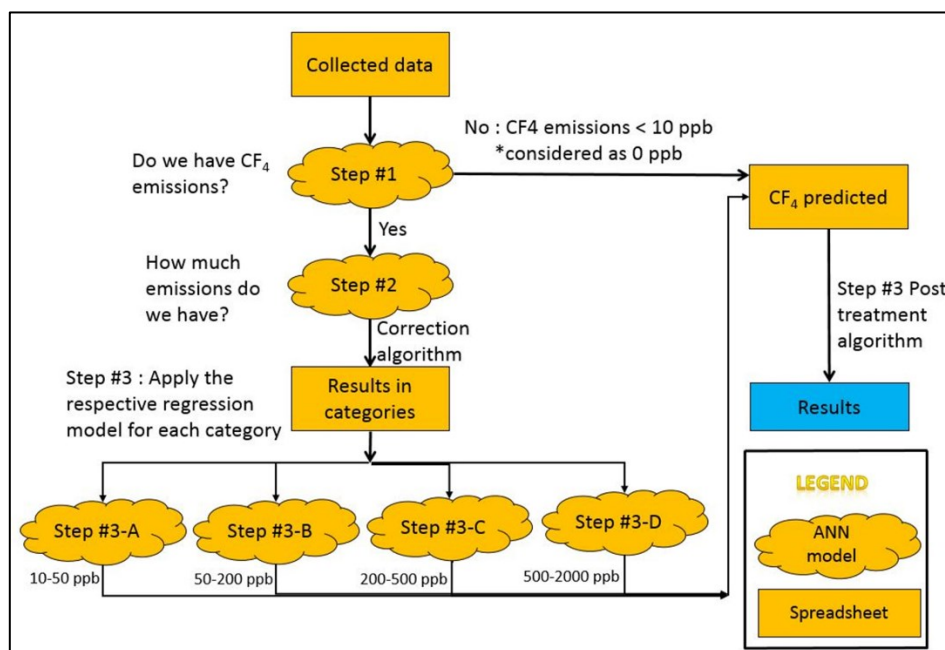 Collected data
No : CF4 emissions < 10 ppb
*considered as 0 ppb
Do we have CF₄
emissions?
Step #1
CF₄ predicted
Yes
How much
emissions do
we have?
Step #2
Step #3 Post
treatment
algorithm
Correction
algorithm
Step #3 : Apply the
respective regression
model for each category
Results in
categories
Results
LEGEND
ANN
model
Spreadsheet
Step #3-A
Step #3-B
Step #3-C
Step #3-D
10-50 ppb
50-200 ppb
200-500 ppb
500-2000 ppb